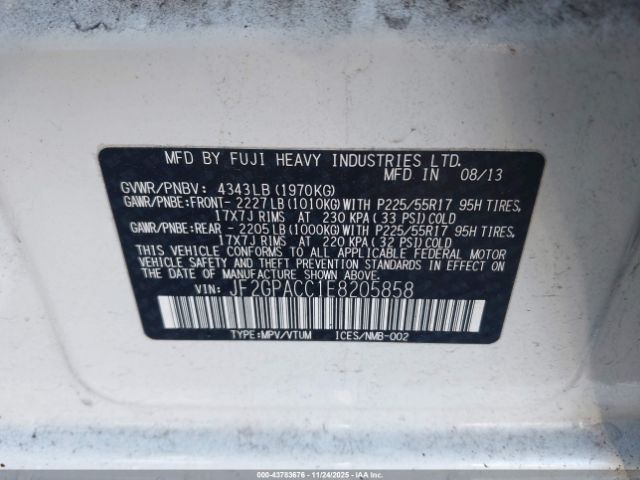 MFD BY FUJI HEAVY INDUSTRIES LTD.
MFD IN 08/13
GVWR/PNBV: 4343LB(1970KG)
GAWR/PNBE:FRONT- 2227LB(1010KG)WITH P225/55R17 95H TIRES,
17X7J RIMS AT 230 KPA(33 PSI)COLD
GAWR/PNBE:REAR -2205LB(1000KG)WITH P225/55R17 95H TIRES,
17X7J RIMS AT 220 KPA(32 PSI)COLD
THIS VEHICLE CONFORMS TO ALL APPLICABLE FEDERAL MOTOR
VEHICLE SAFETY AND THEFT PREVENTION STANDARDS IN EFFECT
ON THE DATE OF MANUFACTURE SHOWN ABOVE.
VIN: JF2GPACC1E8205858
TYPE:MPV/VTUM ICES/NMB-002
000-43783676 - 11/24/2025 - IAAI.COM